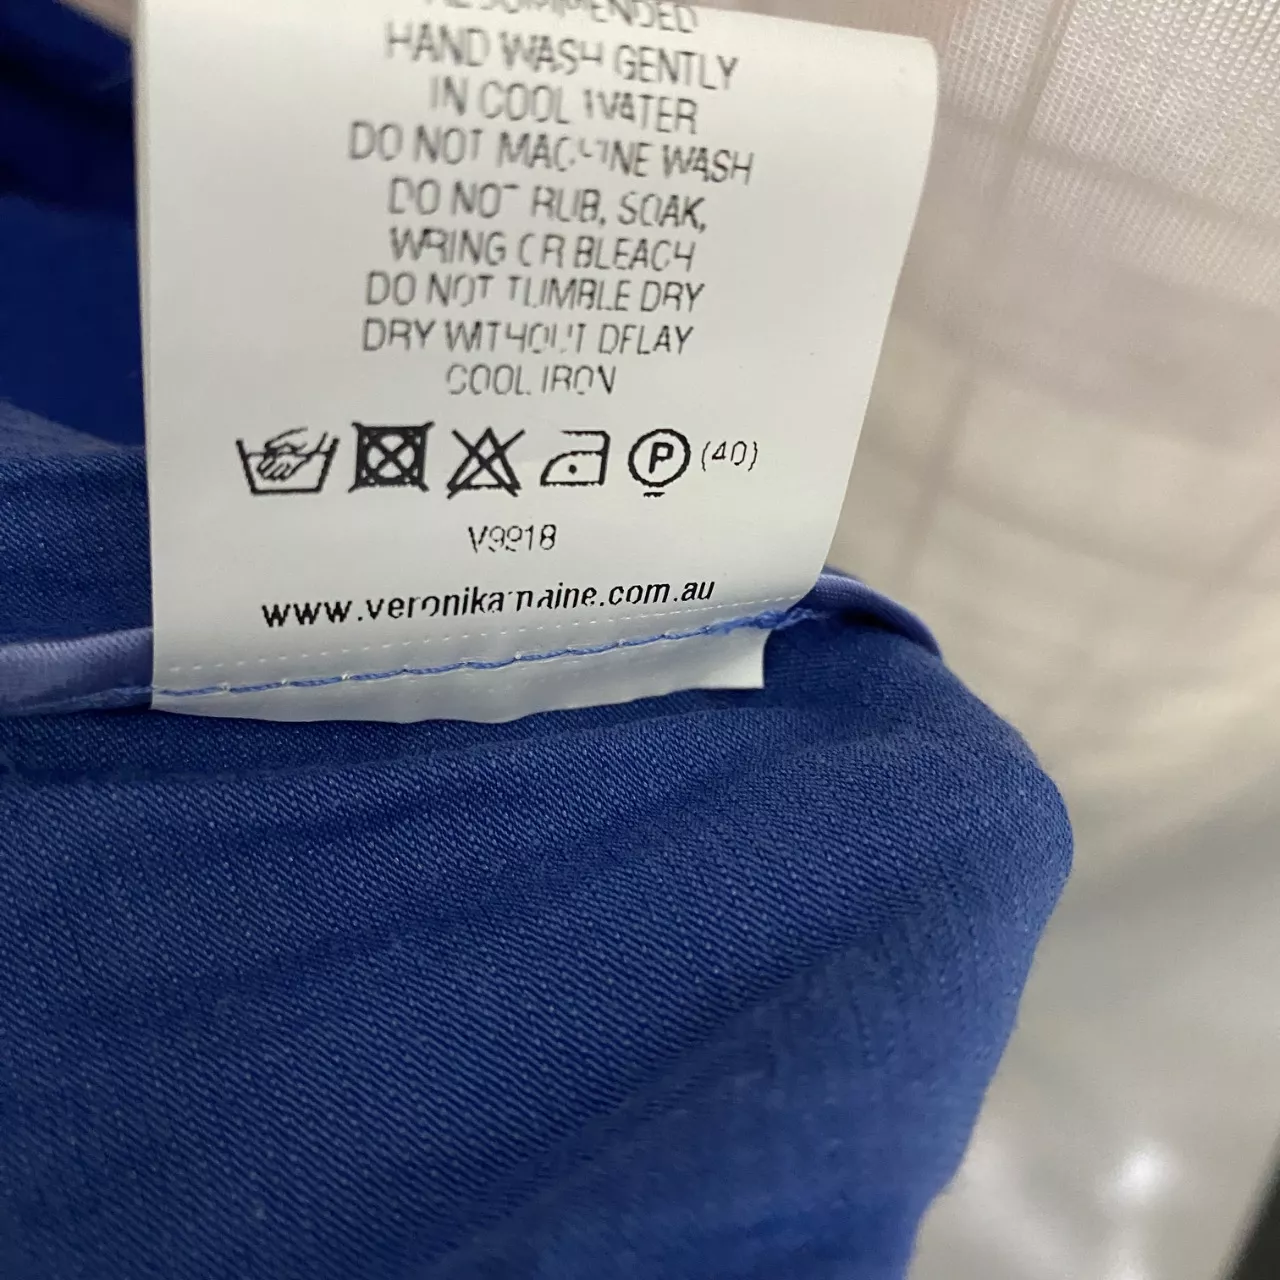 RECOMMENDED
HAND WASH GENTLY
IN COOL WATER
DO NOT MACHINE WASH
DO NOT RUB, SOAK,
WRING OR BLEACH
DO NOT TUMBLE DRY
DRY WITHOUT DELAY
COOL IRON
P (40)
V9918
www.veronikamaine.com.au